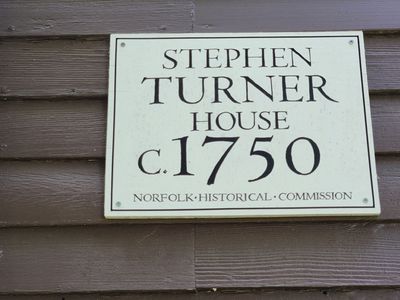 STEPHEN
TURNER
HOUSE
C.1750
NORFOLK·HISTORICAL·COMMISSION